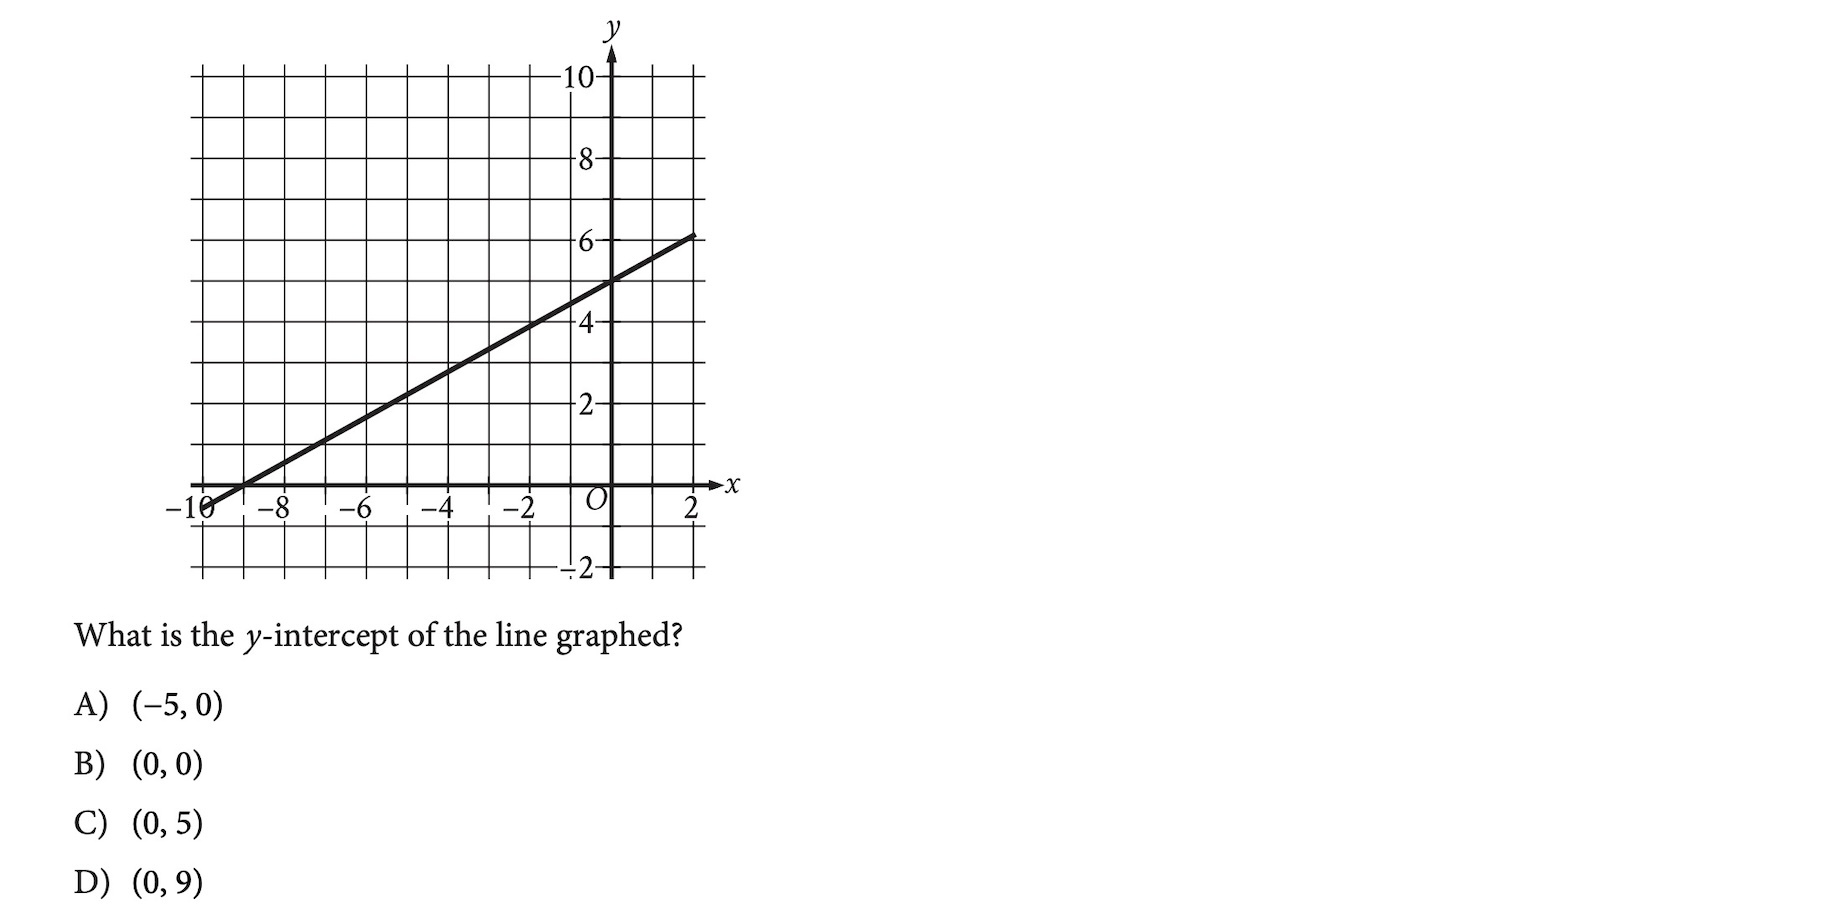 y
10
8
6
4
2
−10 −8 −6 −4 −2 O 2 x
−2
What is the y-intercept of the line graphed?
A) (−5, 0)
B) (0, 0)
C) (0, 5)
D) (0, 9)